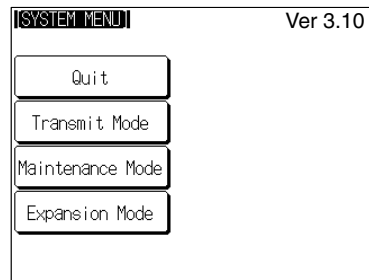 [SYSTEM MENU]
Ver 3.10
Quit
Transmit Mode
Maintenance Mode
Expansion Mode